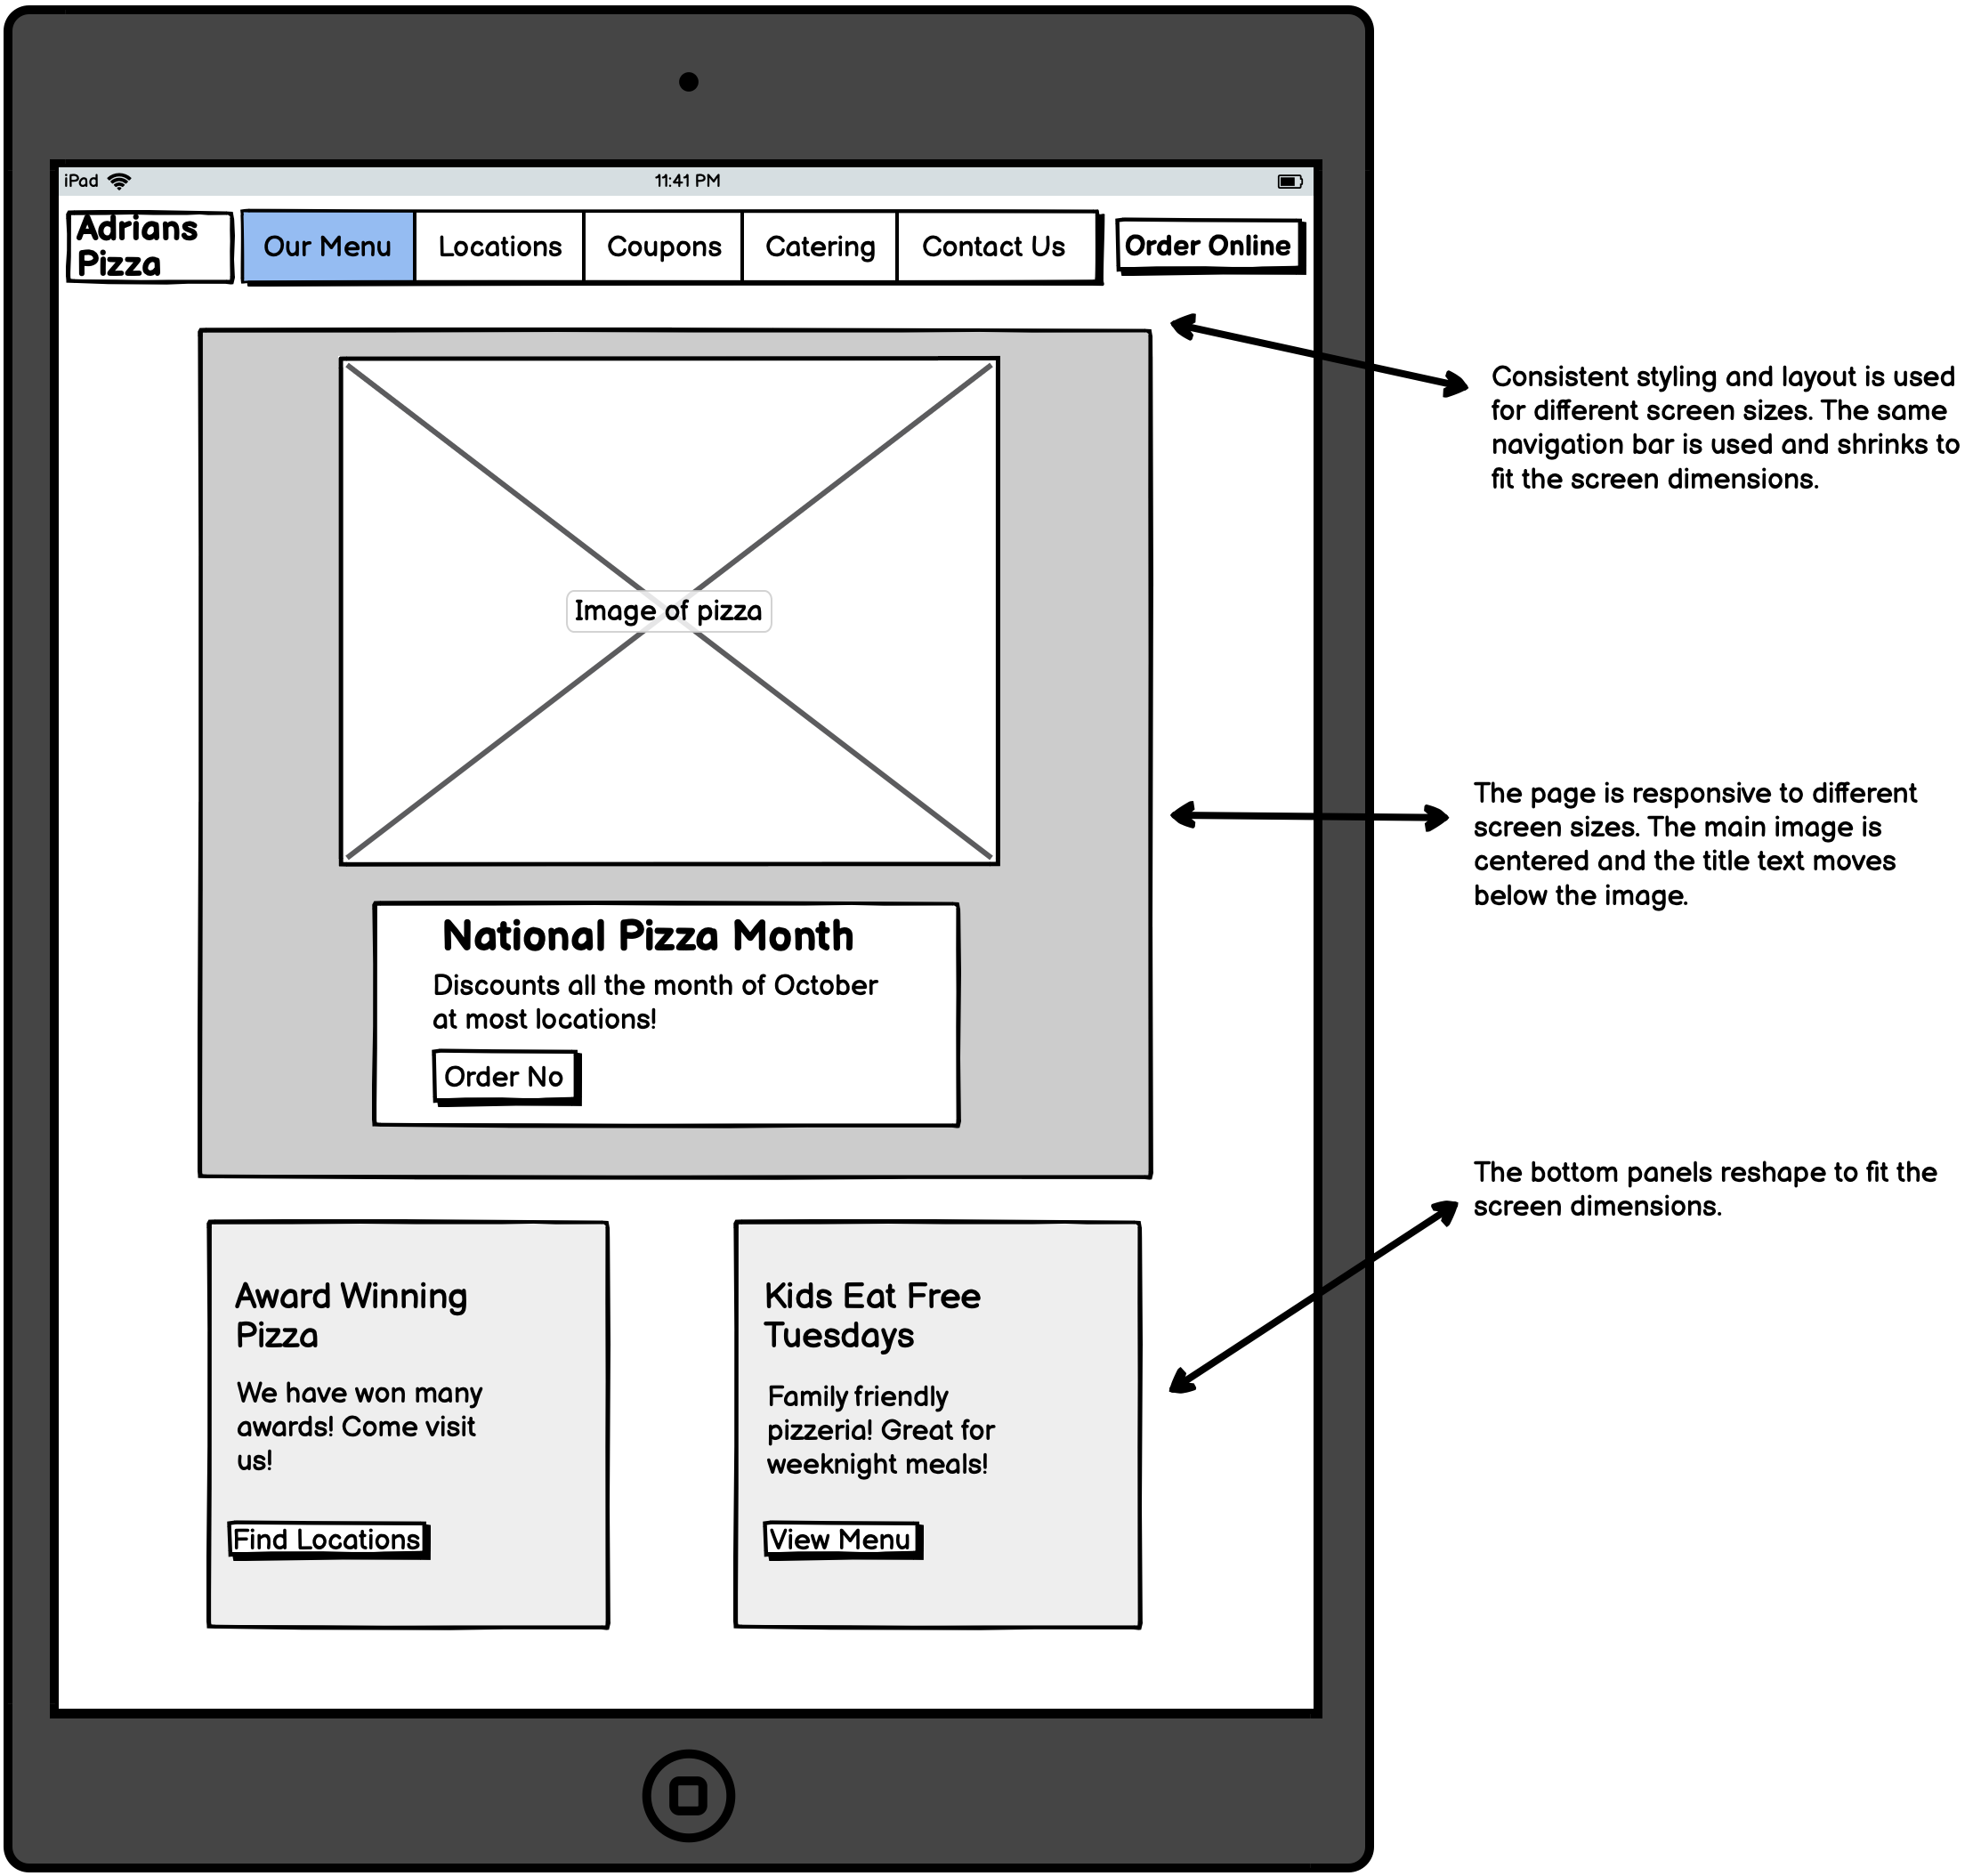 iPad
11:41 PM
Adrians
Pizza
Our Menu
Locations
Coupons
Catering
Contact Us
Order Online
Consistent styling and layout is used
for different screen sizes. The same
navigation bar is used and shrinks to
fit the screen dimensions.
Image of pizza
The page is responsive to different
screen sizes. The main image is
centered and the title text moves
below the image.
National Pizza Month
Discounts all the month of October
at most locations!
Order No
The bottom panels reshape to fit the
screen dimensions.
Award Winning
Pizza
We have won many
awards! Come visit
us!
Find Locations
Kids Eat Free
Tuesdays
Family friendly
pizzeria! Great for
weeknight meals!
View Menu